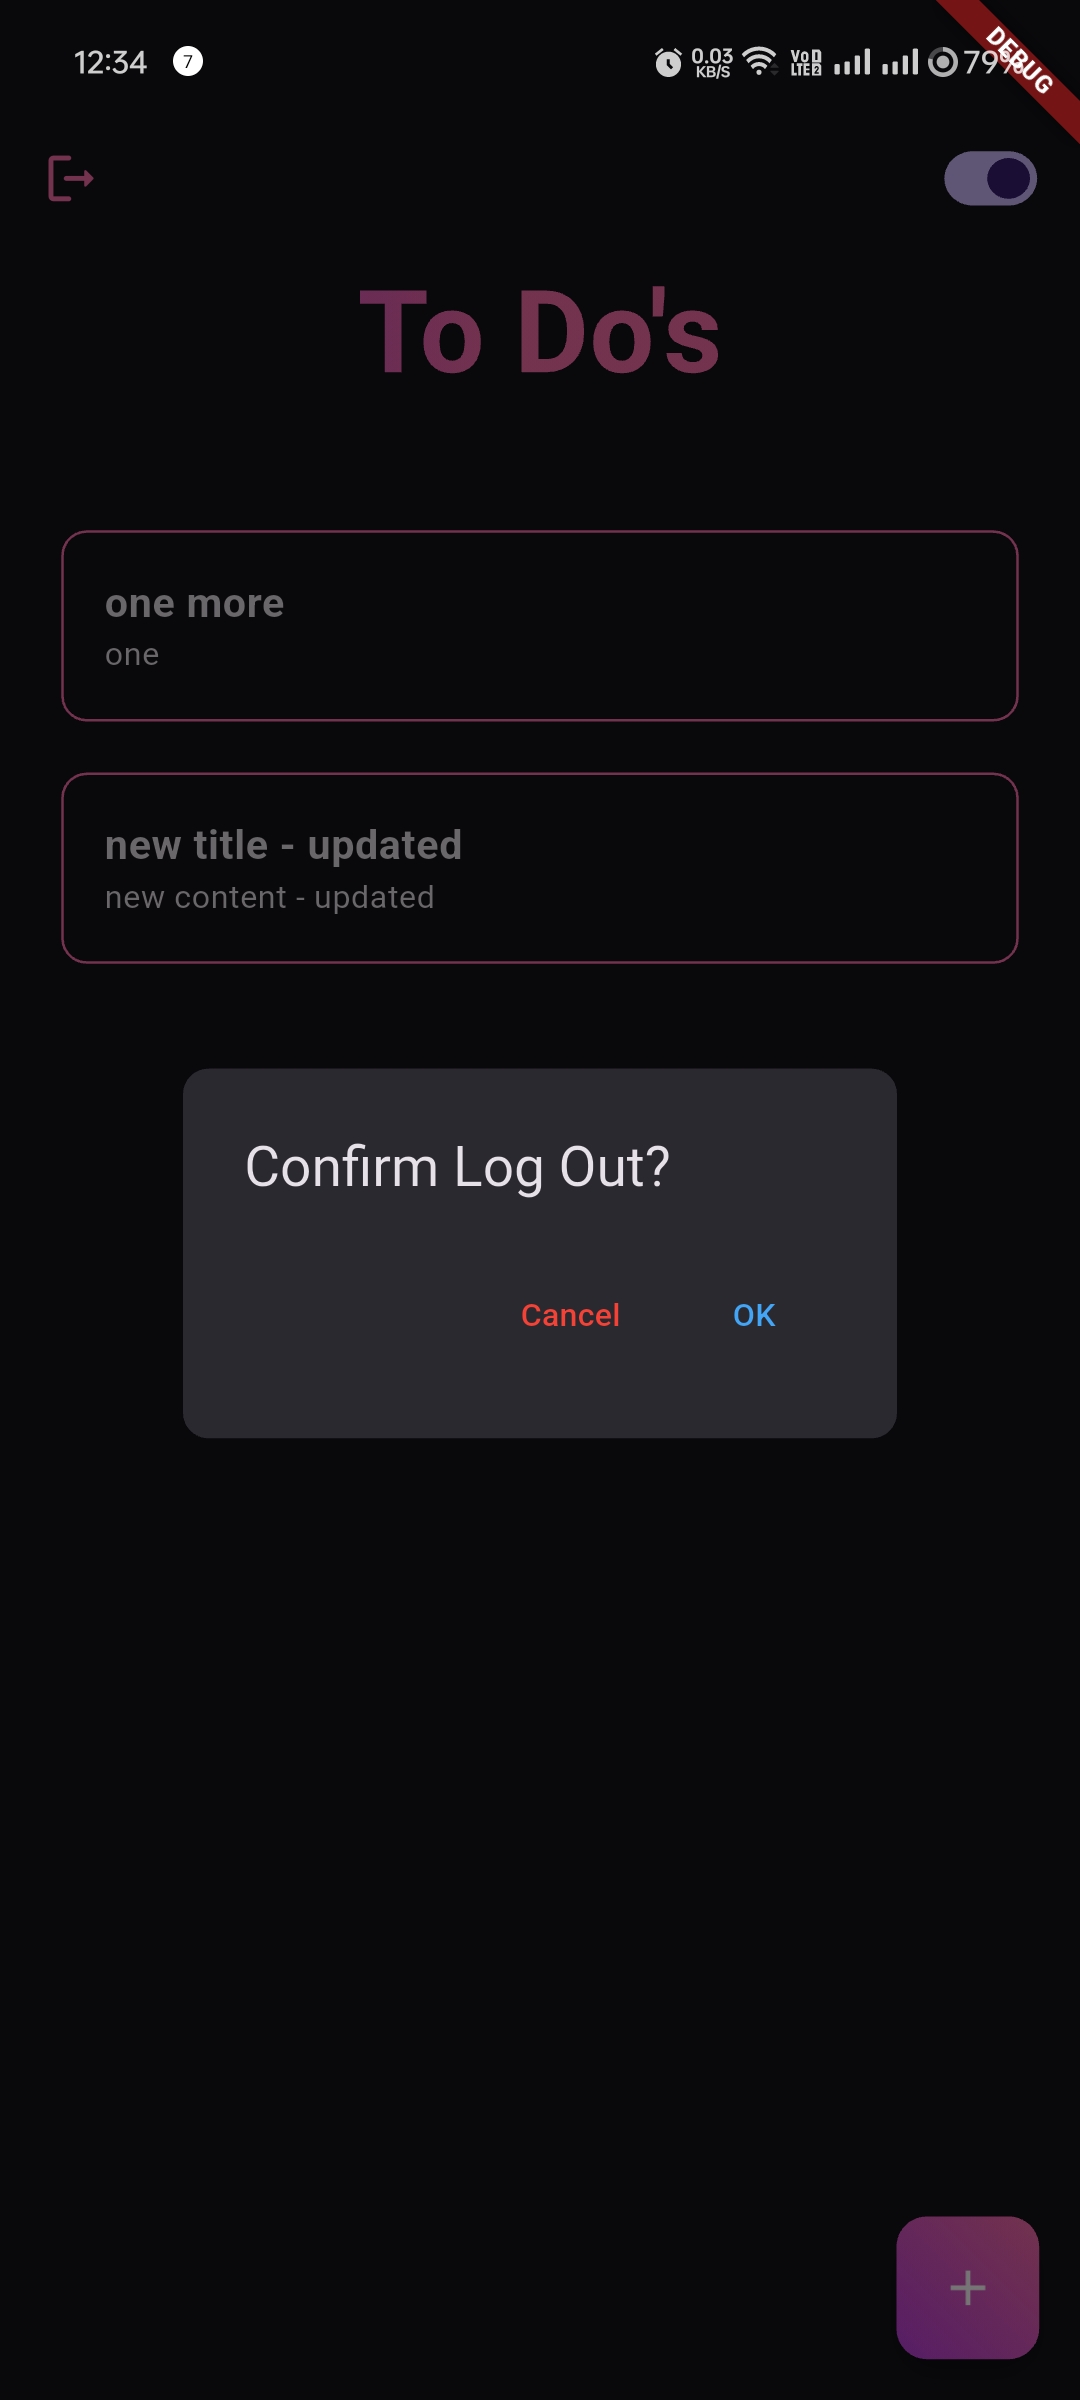 12:34 7 0.03 KB/S VoD LTE2 79%
DEBUG
To Do's
one more
one
new title - updated
new content - updated
Confirm Log Out?
Cancel OK
+